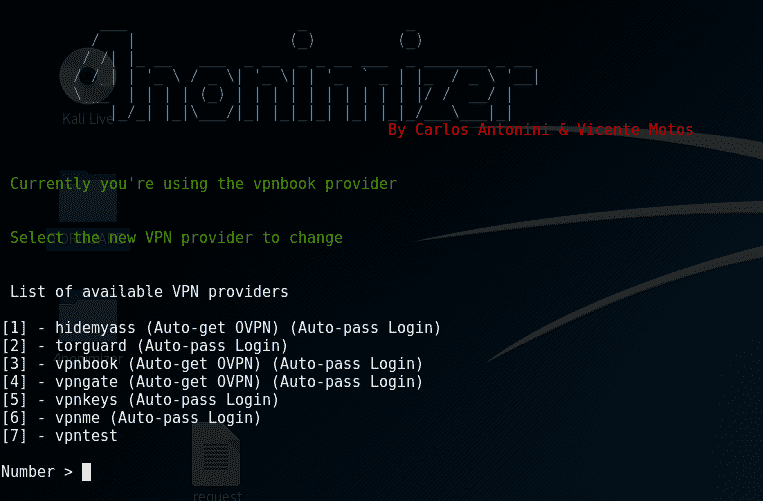 4nonimizer
By Carlos Antonini & Vicente Motos
Kali Live
Currently you're using the vpnbook provider
Select the new VPN provider to change
List of available VPN providers
[1] - hidemyass (Auto-get OVPN) (Auto-pass Login)
[2] - torguard (Auto-pass Login)
[3] - vpnbook (Auto-get OVPN) (Auto-pass Login)
[4] - vpngate (Auto-get OVPN) (Auto-pass Login)
[5] - vpnkeys (Auto-pass Login)
[6] - vpnme (Auto-pass Login)
[7] - vpntest
Number >
request